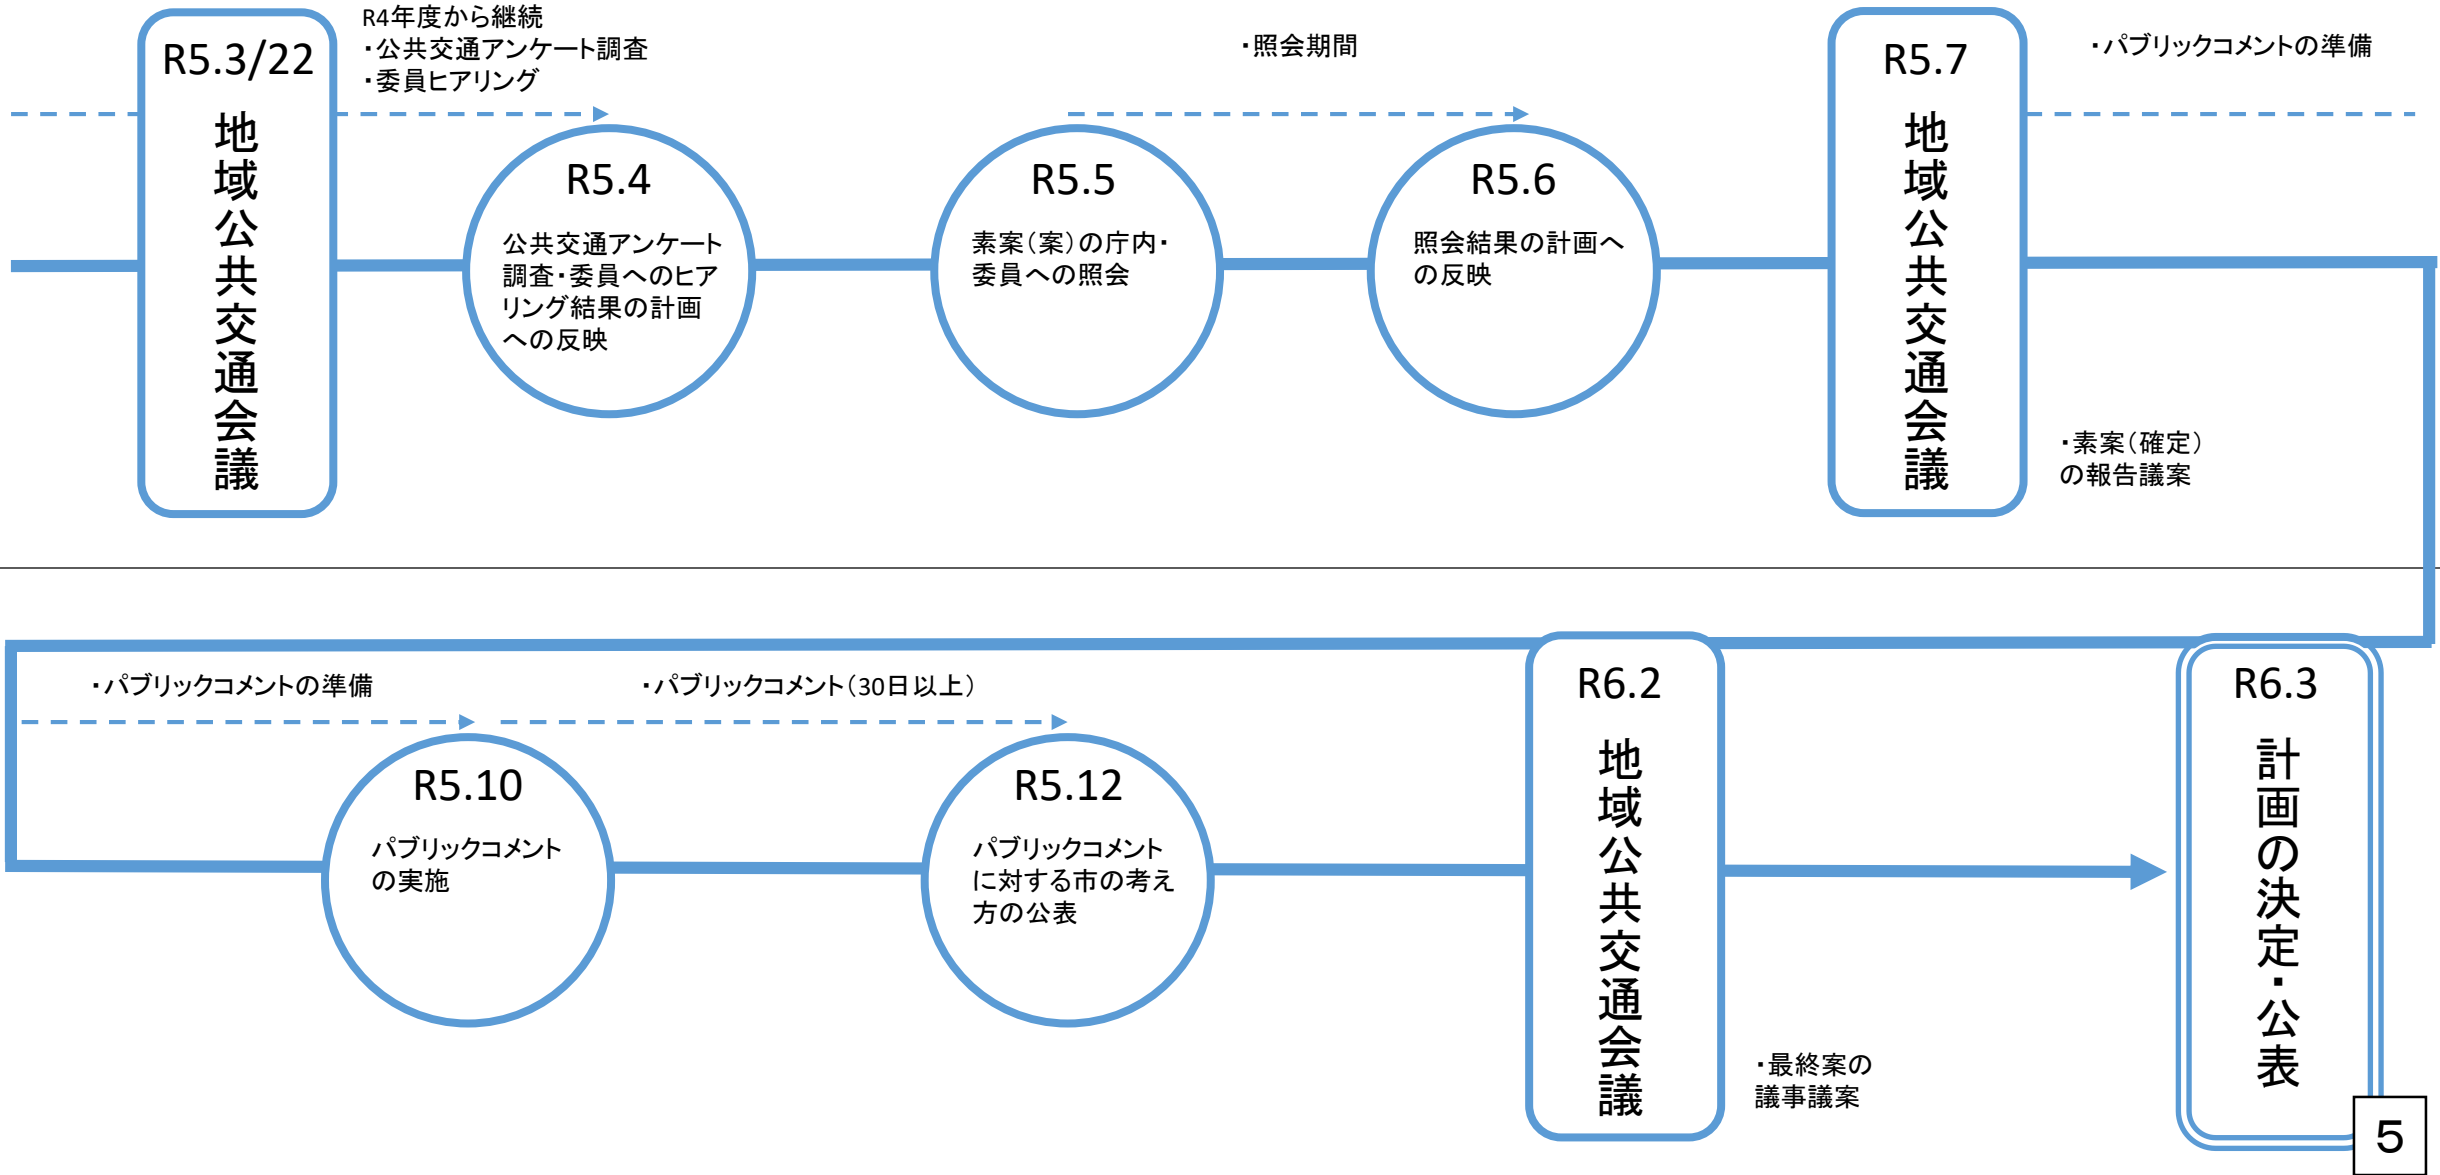 R5.3/22
地域公共交通会議
R4年度から継続
・公共交通アンケート調査
・委員ヒアリング
R5.4
公共交通アンケート
調査・委員へのヒア
リング結果の計画
への反映
・照会期間
R5.5
素案（案）の庁内・
委員への照会
R5.6
照会結果の計画へ
の反映
R5.7
地域公共交通会議
・パブリックコメントの準備
・素案（確定）
の報告議案
・パブリックコメントの準備
R5.10
パブリックコメント
の実施
・パブリックコメント（30日以上）
R5.12
パブリックコメント
に対する市の考え
方の公表
R6.2
地域公共交通会議
・最終案の
議事議案
R6.3
計画の決定・公表
5